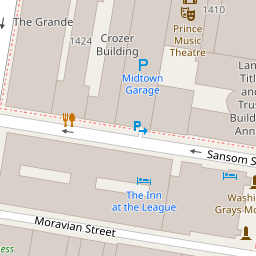 The Grande
1410
1424
Crozer
Building
Prince
Music
Theatre
P
Midtown
Garage
Lan
Titl
and
Trus
Build
Ann
P
Sansom S
The Inn
at the League
Washi
Grays Mo
Moravian Street
ess